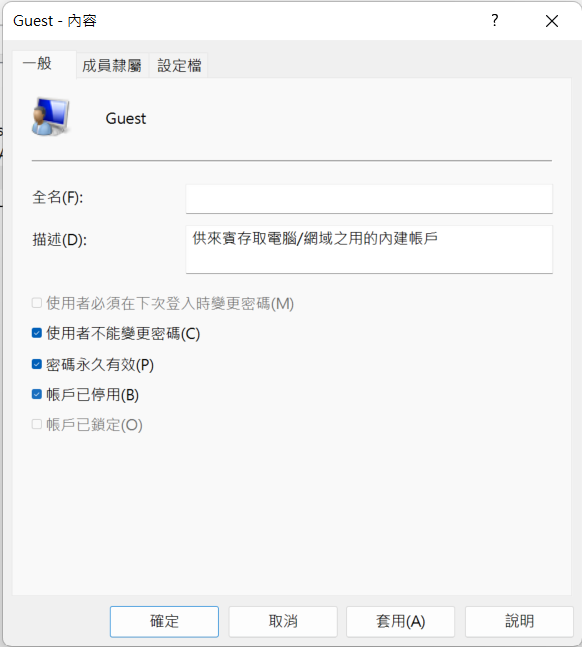 Guest - 內容
?
一般
成員隸屬
設定檔
Guest
全名(F):
描述(D):
供來賓存取電腦/網域之用的內建帳戶
使用者必須在下次登入時變更密碼(M)
使用者不能變更密碼(C)
密碼永久有效(P)
帳戶已停用(B)
帳戶已鎖定(O)
確定
取消
套用(A)
說明